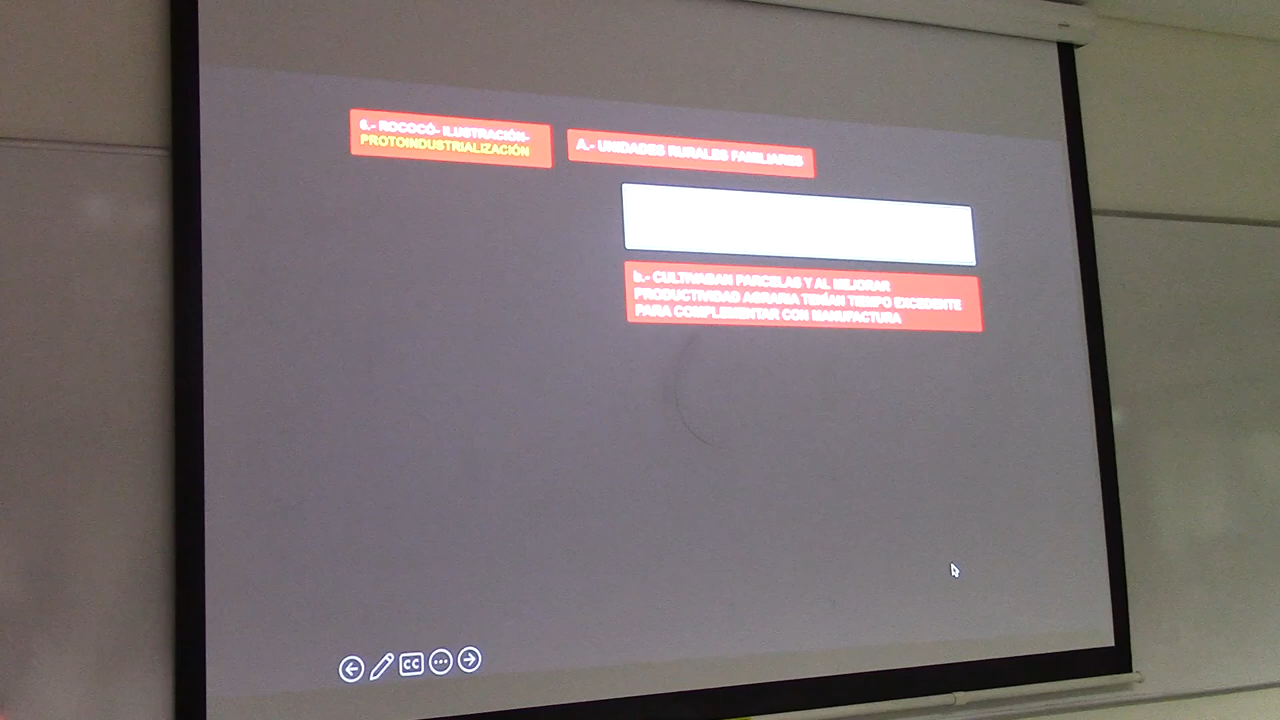 6.- ROCOCÓ- ILUSTRACIÓN-
PROTOINDUSTRIALIZACIÓN
A.- UNIDADES RURALES FAMILIARES
b.- CULTIVABAN PARCELAS Y AL MEJORAR
PRODUCTIVIDAD AGRARIA TENÍAN TIEMPO EXCEDENTE
PARA COMPLEMENTAR CON MANUFACTURA
CC